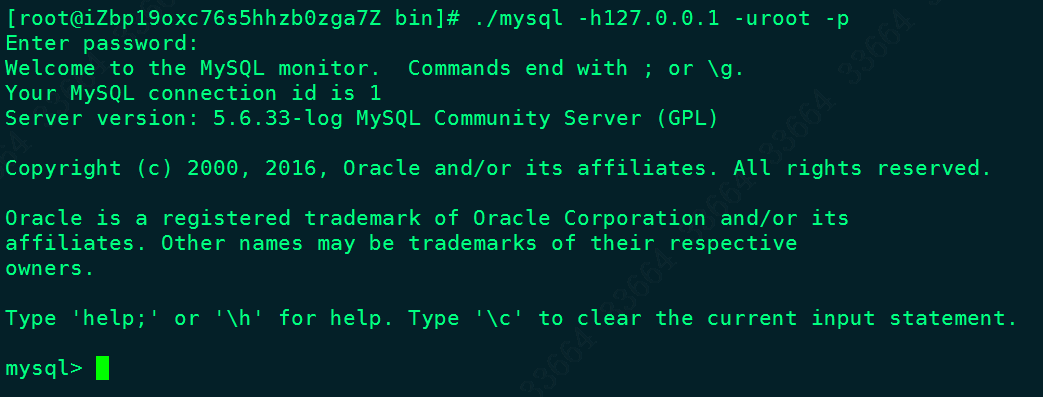 [root@iZbp19oxc76s5hhzb0zga7Z bin]# ./mysql -h127.0.0.1 -uroot -p
Enter password:
Welcome to the MySQL monitor.  Commands end with ; or \g.
Your MySQL connection id is 1
Server version: 5.6.33-log MySQL Community Server (GPL)
Copyright (c) 2000, 2016, Oracle and/or its affiliates. All rights reserved.
Oracle is a registered trademark of Oracle Corporation and/or its
affiliates. Other names may be trademarks of their respective
owners.
Type 'help;' or '\h' for help. Type '\c' to clear the current input statement.
mysql>
33664
33664
33664
33664